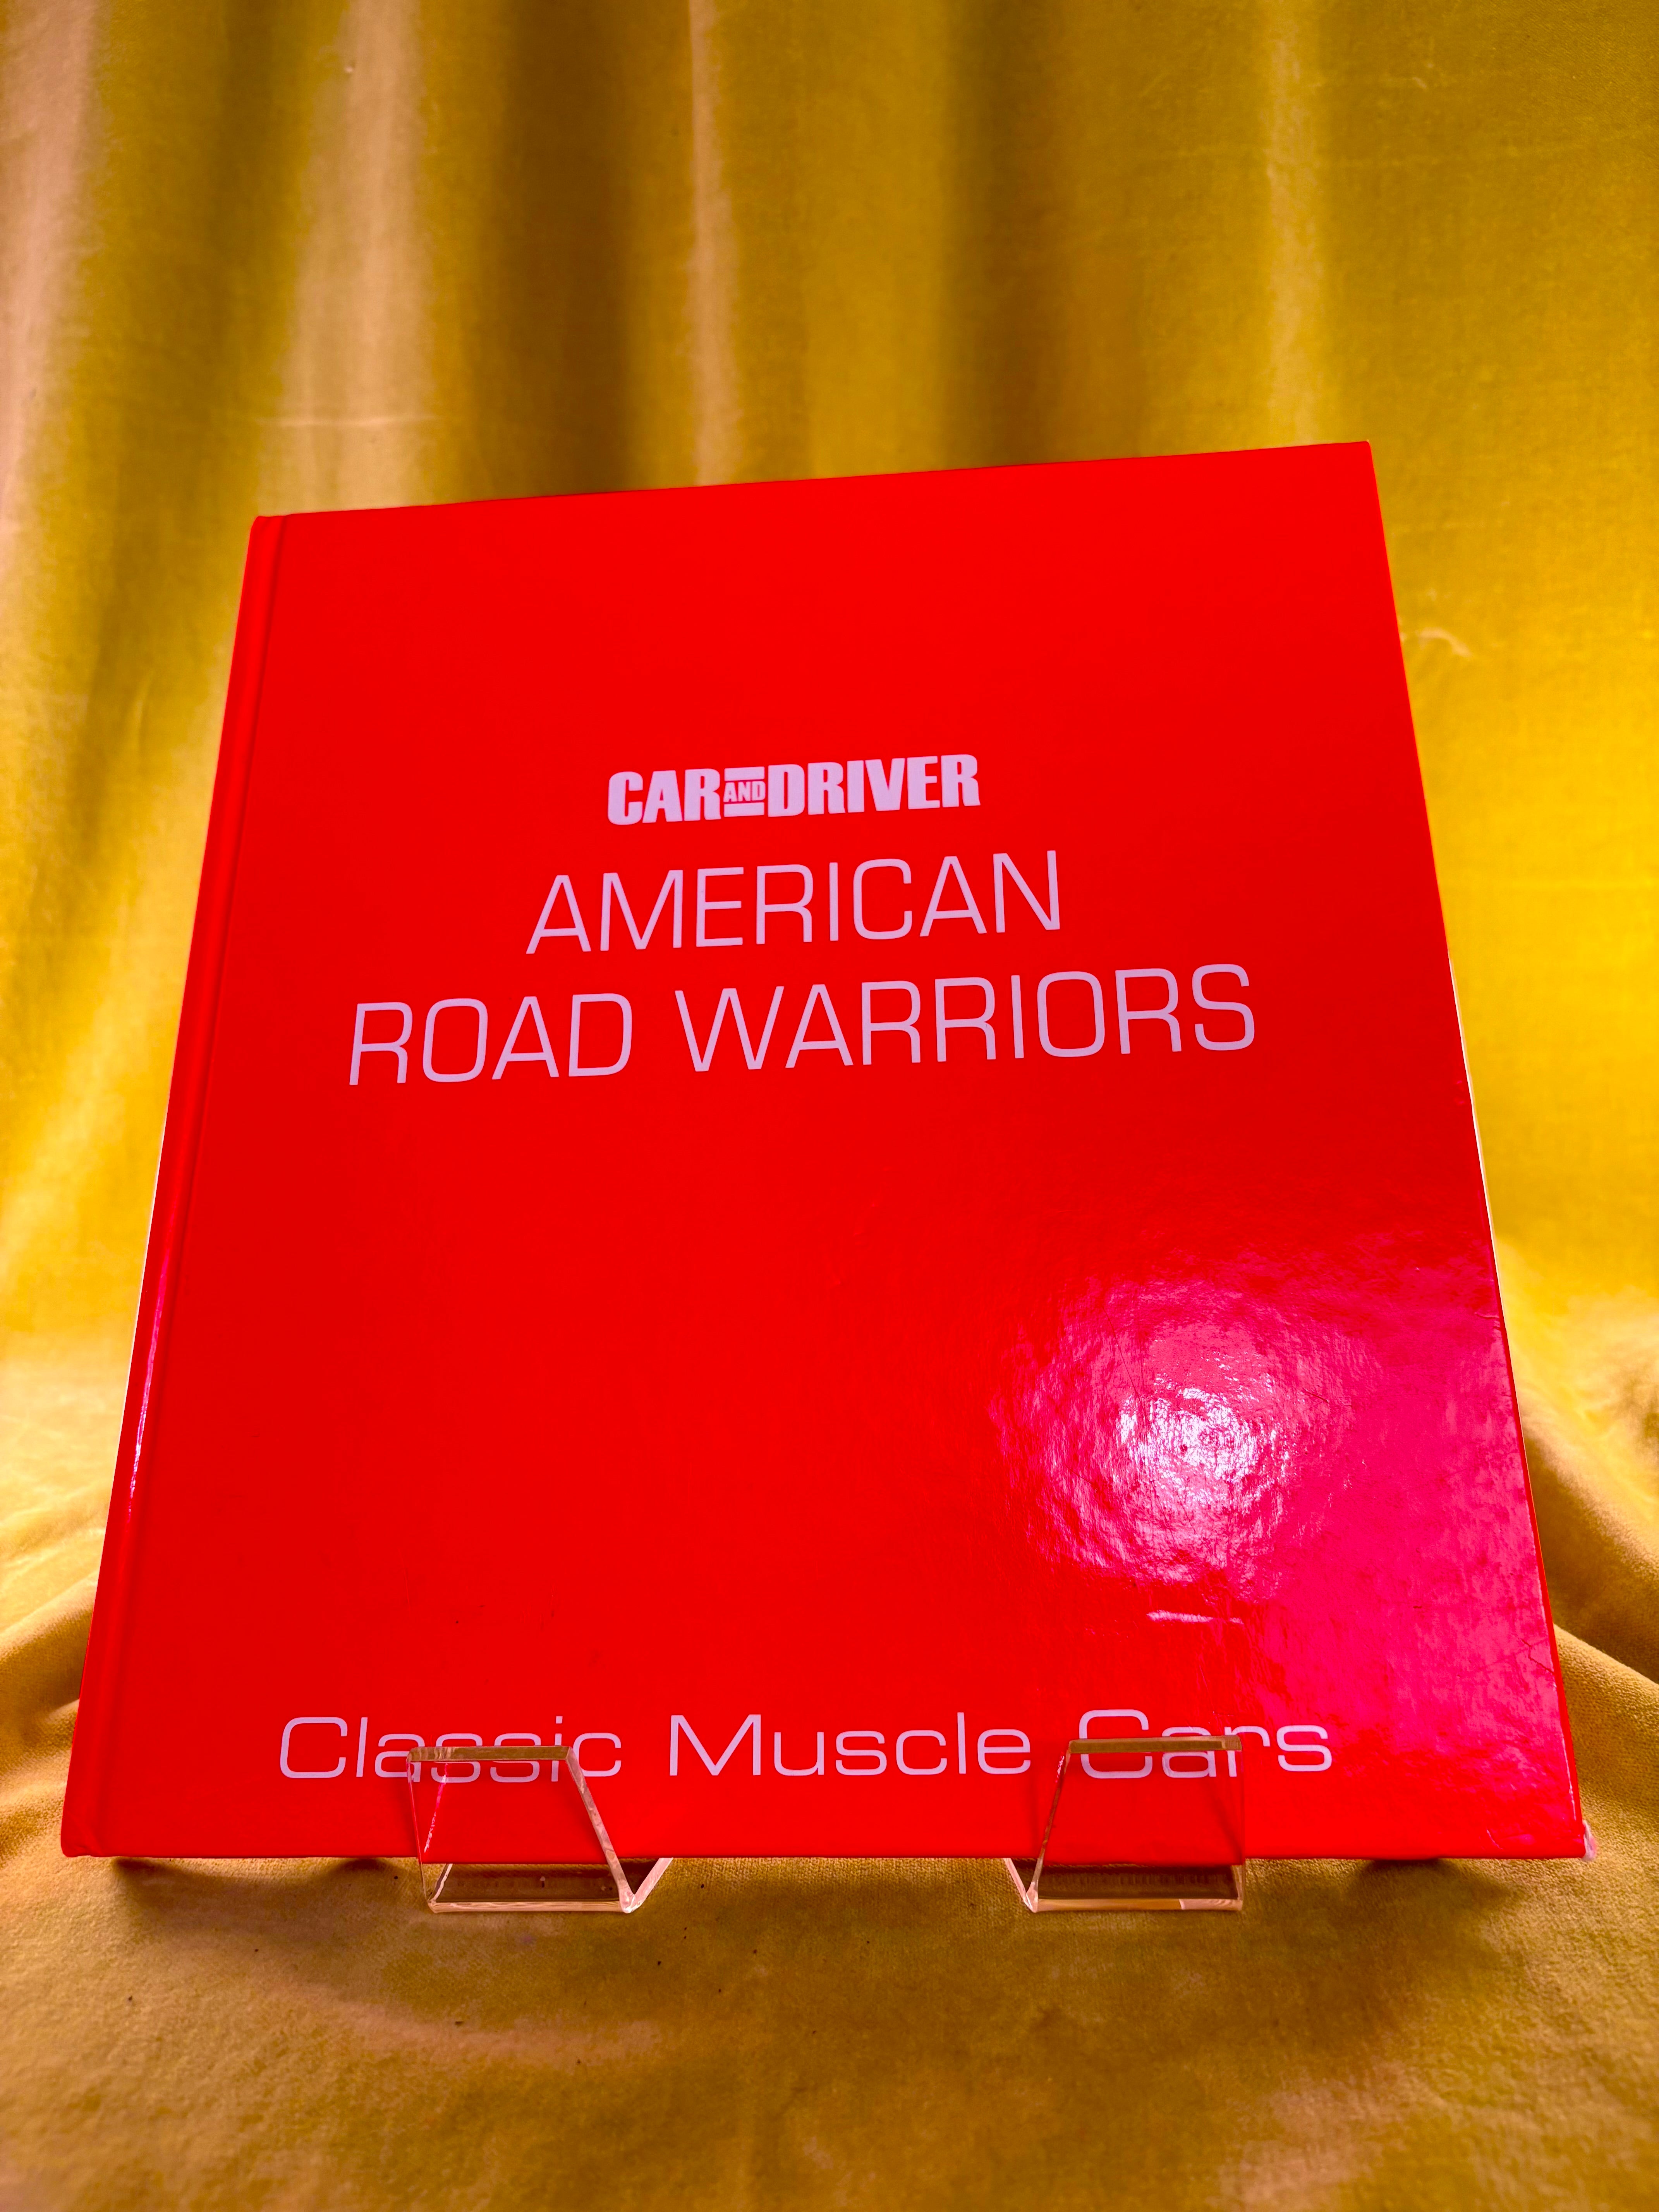 CAR AND DRIVER
AMERICAN
ROAD WARRIORS
Classic Muscle Cars